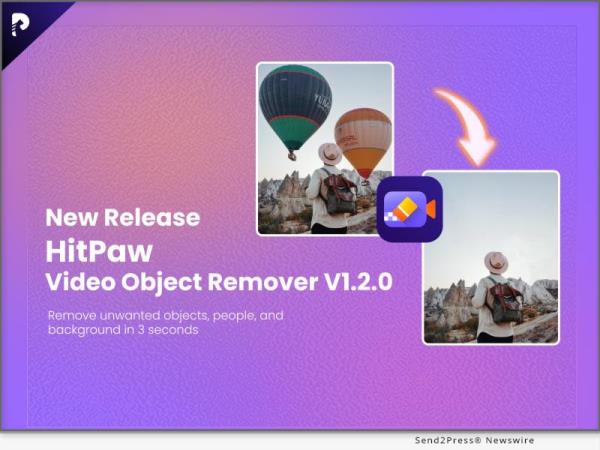 New Release
HitPaw
Video Object Remover V1.2.0
Remove unwanted objects, people, and
background in 3 seconds
Send2Press® Newswire